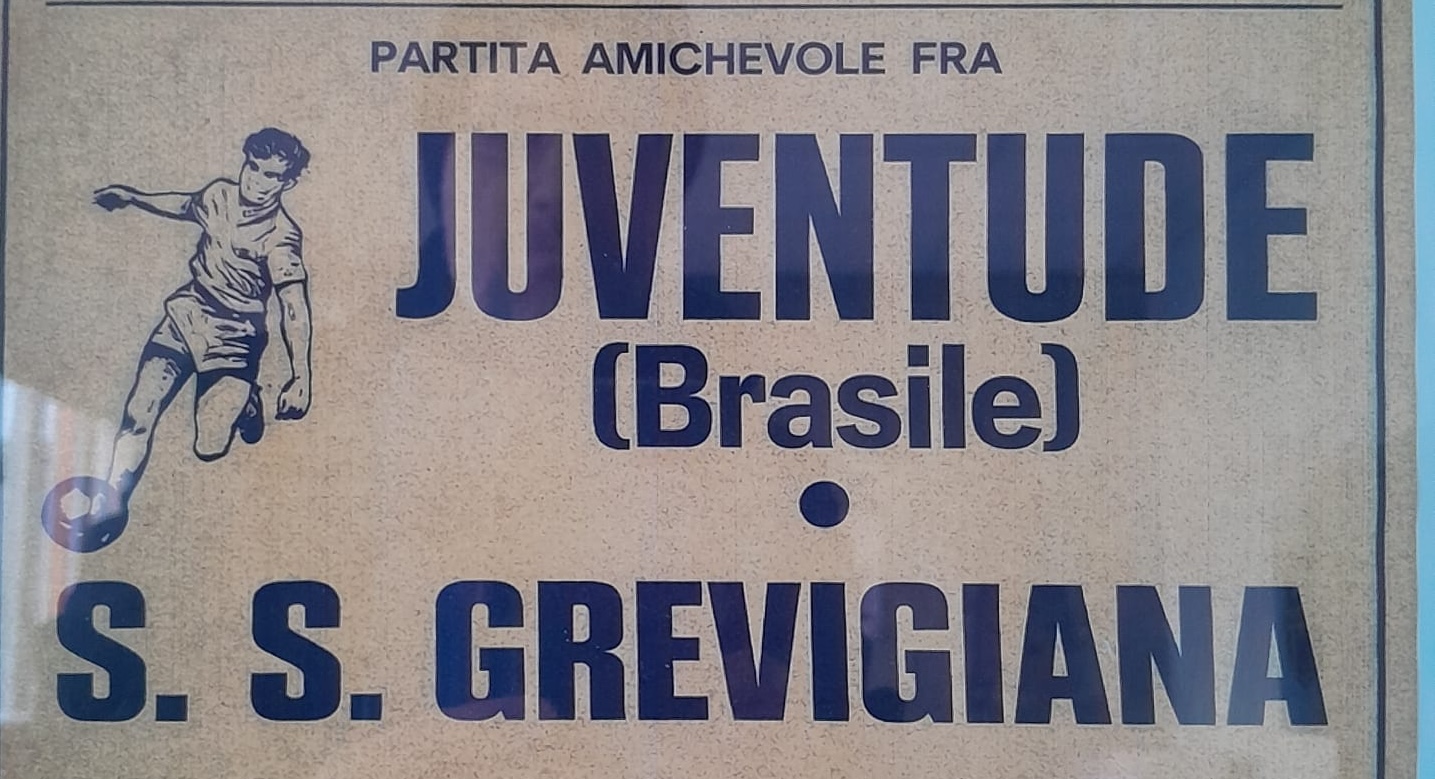 PARTITA AMICHEVOLE FRA
JUVENTUDE
(Brasile)
S. S. GREVIGIANA